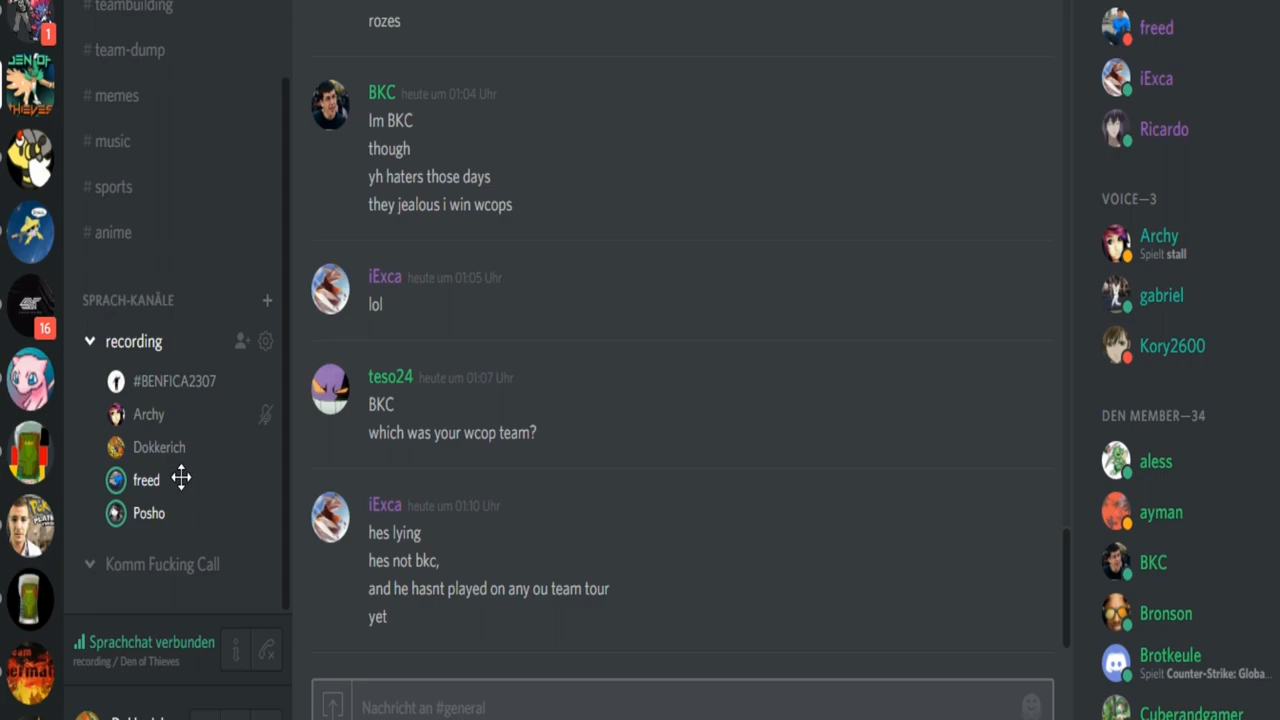 1
DEN OF
THIEVES
16
#teambuilding
#team-dump
#memes
#music
#sports
#anime
SPRACH-KANÄLE
recording
#BENFICA2307
Archy
Dokkerich
freed
Posho
Komm Fucking Call
Sprachchat verbunden
recording / Den of Thieves
rozes
BKC heute um 01:04 Uhr
Im BKC
though
yh haters those days
they jealous i win wcops
iExca heute um 01:05 Uhr
lol
teso24 heute um 01:07 Uhr
BKC
which was your wcop team?
iExca heute um 01:10 Uhr
hes lying
hes not bkc,
and he hasnt played on any ou team tour
yet
Nachricht an #general
freed
iExca
Ricardo
VOICE—3
Archy
Spielt stall
gabriel
Kory2600
DEN MEMBER—34
aless
ayman
BKC
Bronson
Brotkeule
Spielt Counter-Strike: Globa...
Cuberandgamer